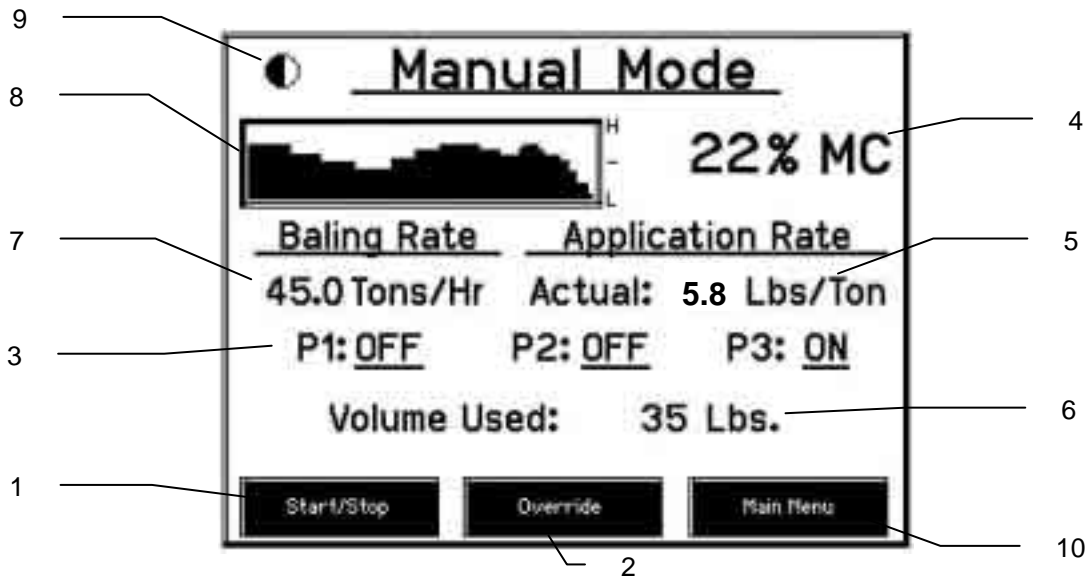 9
Manual Mode
8
H
-
L
22% MC
4
Baling Rate Application Rate
7
5
45.0 Tons/Hr Actual: 5.8 Lbs/Ton
3
P1: OFF P2: OFF P3: ON
Volume Used: 35 Lbs.
6
1
Start/Stop Override Main Menu
10
2